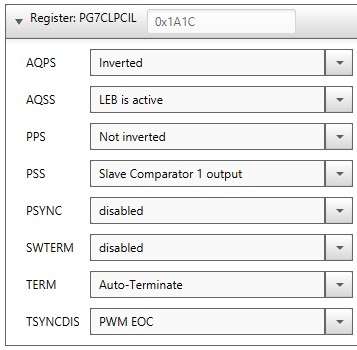 Register: PG7CLPCIL 0x1A1C
AQPS Inverted
AQSS LEB is active
PPS Not inverted
PSS Slave Comparator 1 output
PSYNC disabled
SWTERM disabled
TERM Auto-Terminate
TSYNCDIS PWM EOC